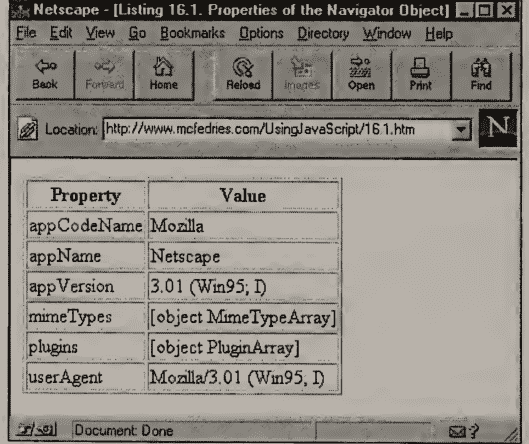 Netscape - [Listing 16.1. Properties of the Navigator Object]
File Edit View Go Bookmarks Options Directory Window Help
Back Forward Home Reload Images Open Print Find
Location: http://www.mcfedries.com/UsingJavaScript/16.1.htm
N
Property Value
appCodeName Mozilla
appName Netscape
appVersion 3.01 (Win95; I)
mimeTypes [object MimeTypeArray]
plugins [object PluginArray]
userAgent Mozilla/3.01 (Win95; I)
Document: Done
?